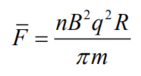 F̅ = nB²q²R / πm